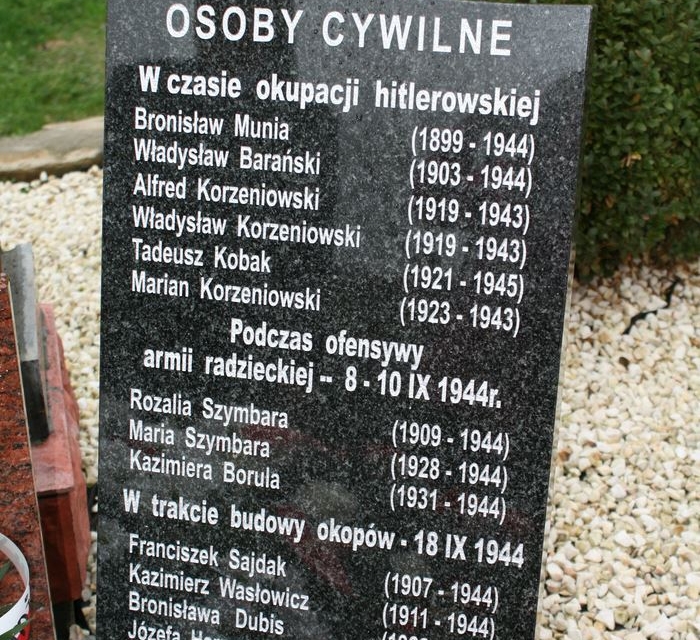 OSOBY CYWILNE
W czasie okupacji hitlerowskiej
Bronisław Munia (1899 - 1944)
Władysław Barański (1903 - 1944)
Alfred Korzeniowski (1919 - 1943)
Władysław Korzeniowski (1919 - 1943)
Tadeusz Kobak (1921 - 1945)
Marian Korzeniowski (1923 - 1943)
Podczas ofensywy
armii radzieckiej -- 8 - 10 IX 1944r.
Rozalia Szymbara (1909 - 1944)
Maria Szymbara (1928 - 1944)
Kazimiera Borula (1931 - 1944)
W trakcie budowy okopów - 18 IX 1944
Franciszek Sajdak (1907 - 1944)
Kazimierz Wasłowicz (1911 - 1944)
Bronisława Dubis
Józefa